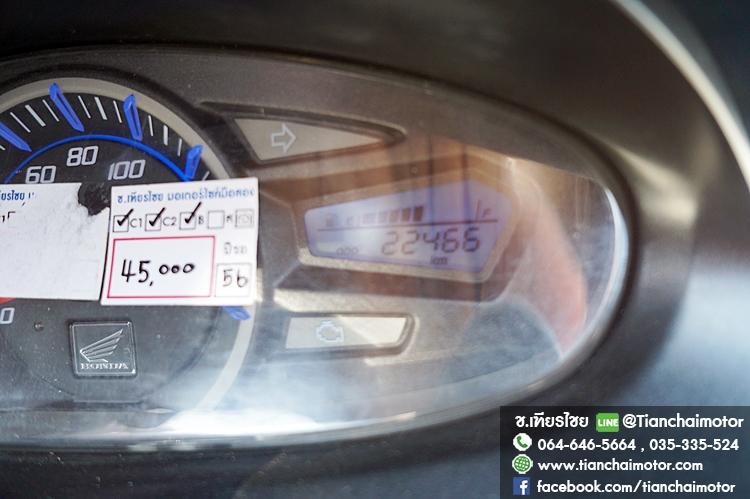 60 80 100
ช.เทียรไชย มอเตอร์ไซค์มือสอง
C1 C2 B
45,000
ปีรถ
56
F
22466
km
HONDA
ช.เทียรไชย LINE @Tianchaimotor
064-646-5664 , 035-335-524
www.tianchaimotor.com
facebook.com/tianchaimotor